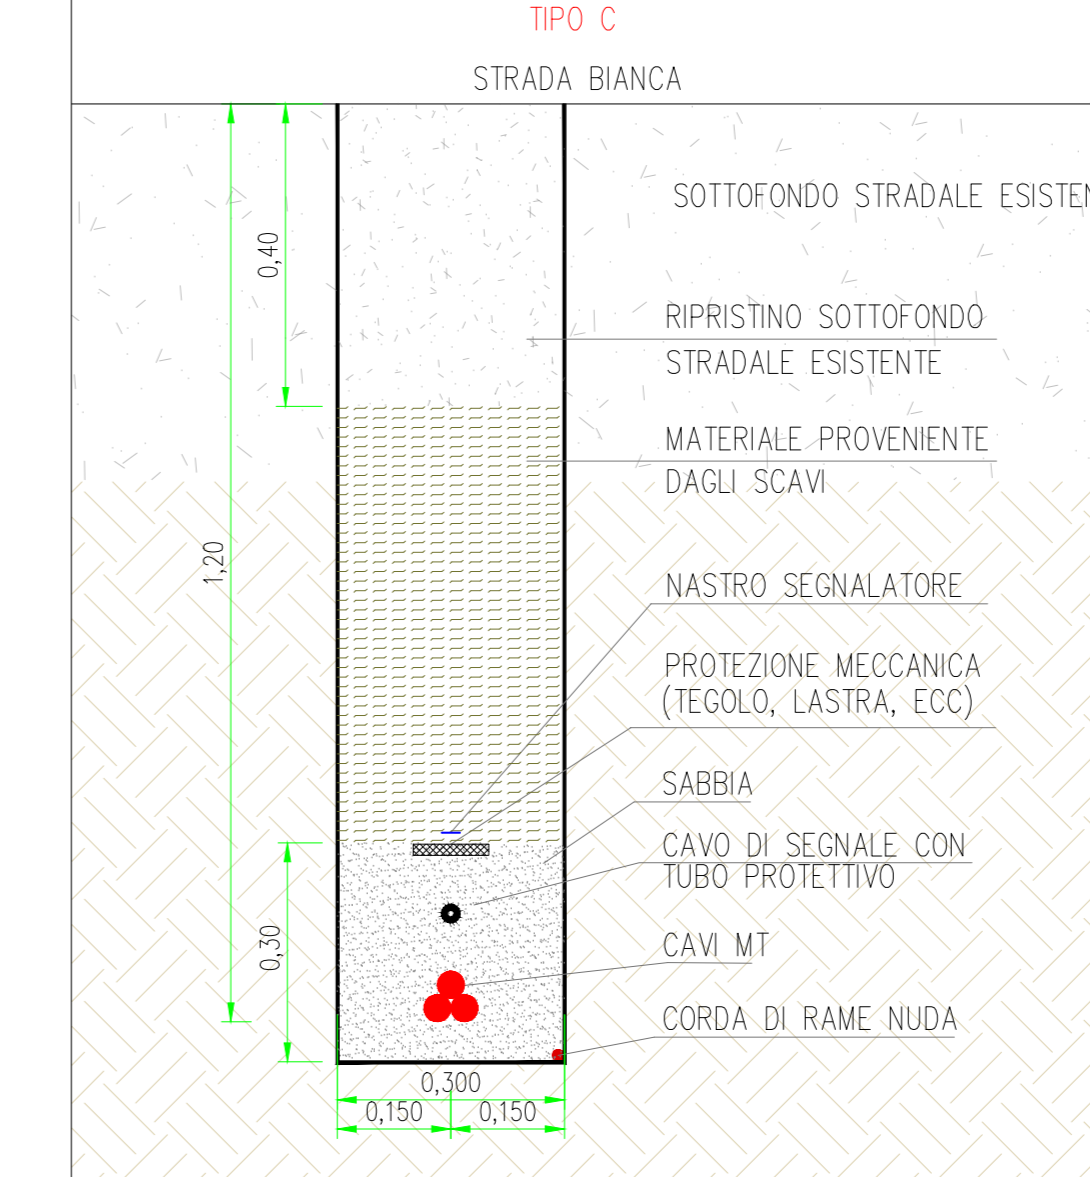 TIPO C
STRADA BIANCA
SOTTOFONDO STRADALE
0,40
RIPRISTINO SOTTOFONDO
STRADALE ESISTENTE
MATERIALE PROVENIENTE
DAGLI SCAVI
1,20
NASTRO SEGNALATORE
PROTEZIONE MECCANICA
(TEGOLO, LASTRA, ECC)
SABBIA
CAVO DI SEGNALE CON
TUBO PROTETTIVO
0,30
CAVI MT
CORDA DI RAME NUDA
0,300
0,150
0,150